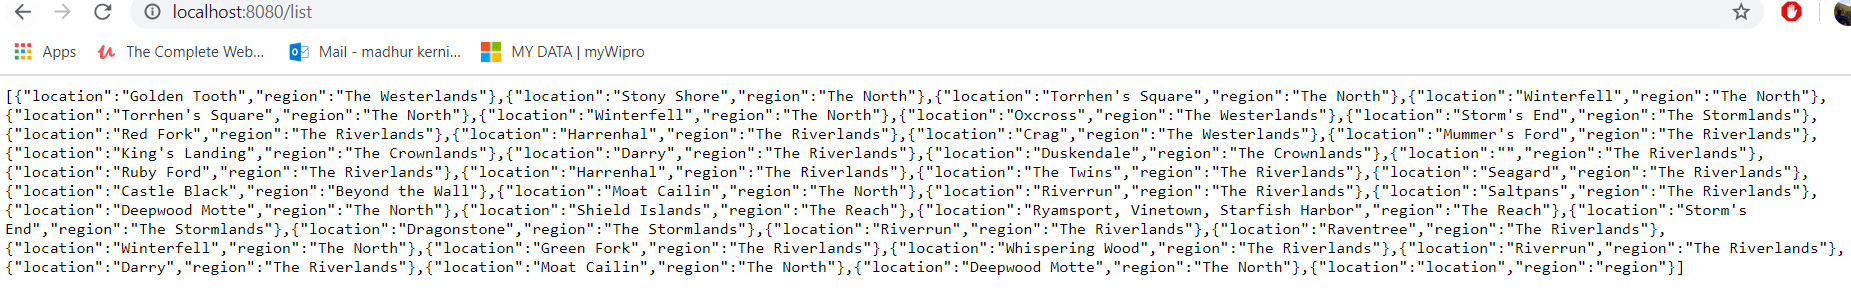 localhost:8080/list
Apps The Complete Web... Mail - madhur kerni... MY DATA | myWipro
[{"location":"Golden Tooth","region":"The Westerlands"},{"location":"Stony Shore","region":"The North"},{"location":"Torrhen's Square","region":"The North"},{"location":"Winterfell","region":"The North"},
{"location":"Torrhen's Square","region":"The North"},{"location":"Winterfell","region":"The North"},{"location":"Oxcross","region":"The Westerlands"},{"location":"Storm's End","region":"The Stormlands"},
{"location":"Red Fork","region":"The Riverlands"},{"location":"Harrenhal","region":"The Riverlands"},{"location":"Crag","region":"The Westerlands"},{"location":"Mummer's Ford","region":"The Riverlands"},
{"location":"King's Landing","region":"The Crownlands"},{"location":"Darry","region":"The Riverlands"},{"location":"Duskendale","region":"The Crownlands"},{"location":"","region":"The Riverlands"},
{"location":"Ruby Ford","region":"The Riverlands"},{"location":"Harrenhal","region":"The Riverlands"},{"location":"The Twins","region":"The Riverlands"},{"location":"Seagard","region":"The Riverlands"},
{"location":"Castle Black","region":"Beyond the Wall"},{"location":"Moat Cailin","region":"The North"},{"location":"Riverrun","region":"The Riverlands"},{"location":"Saltpans","region":"The Riverlands"},
{"location":"Deepwood Motte","region":"The North"},{"location":"Shield Islands","region":"The Reach"},{"location":"Ryamsport, Vinetown, Starfish Harbor","region":"The Reach"},{"location":"Storm's
End","region":"The Stormlands"},{"location":"Dragonstone","region":"The Stormlands"},{"location":"Riverrun","region":"The Riverlands"},{"location":"Raventree","region":"The Riverlands"},
{"location":"Winterfell","region":"The North"},{"location":"Green Fork","region":"The Riverlands"},{"location":"Whispering Wood","region":"The Riverlands"},{"location":"Riverrun","region":"The Riverlands"},
{"location":"Darry","region":"The Riverlands"},{"location":"Moat Cailin","region":"The North"},{"location":"Deepwood Motte","region":"The North"},{"location":"location","region":"region"}]